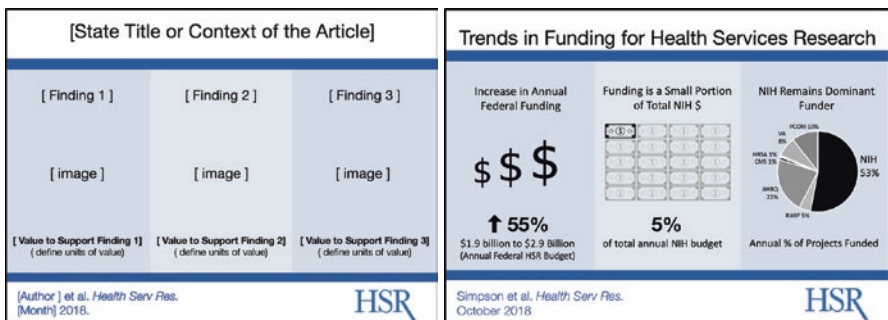 [State Title or Context of the Article]
[ Finding 1 ]
[ Finding 2 ]
[ Finding 3 ]
[ image ]
[ image ]
[ image ]
[ Value to Support Finding 1]
( define units of value)
[ Value to Support Finding 2]
( define units of value)
[ Value to Support Finding 3]
( define units of value)
[Author ] et al. Health Serv Res.
[Month] 2018.
HSR
Trends in Funding for Health Services Research
Increase in Annual
Federal Funding
$ $ $
↑ 55%
$1.9 billion to $2.9 Billion
(Annual Federal HSR Budget)
Funding is a Small Portion
of Total NIH $
5%
of total annual NIH budget
NIH Remains Dominant
Funder
PCORI 10%
VA
8%
HRSA 1%
CMS 1%
AHRQ
RWJF 5%
NIH
53%
Annual % of Projects Funded
Simpson et al. Health Serv Res.
October 2018
HSR